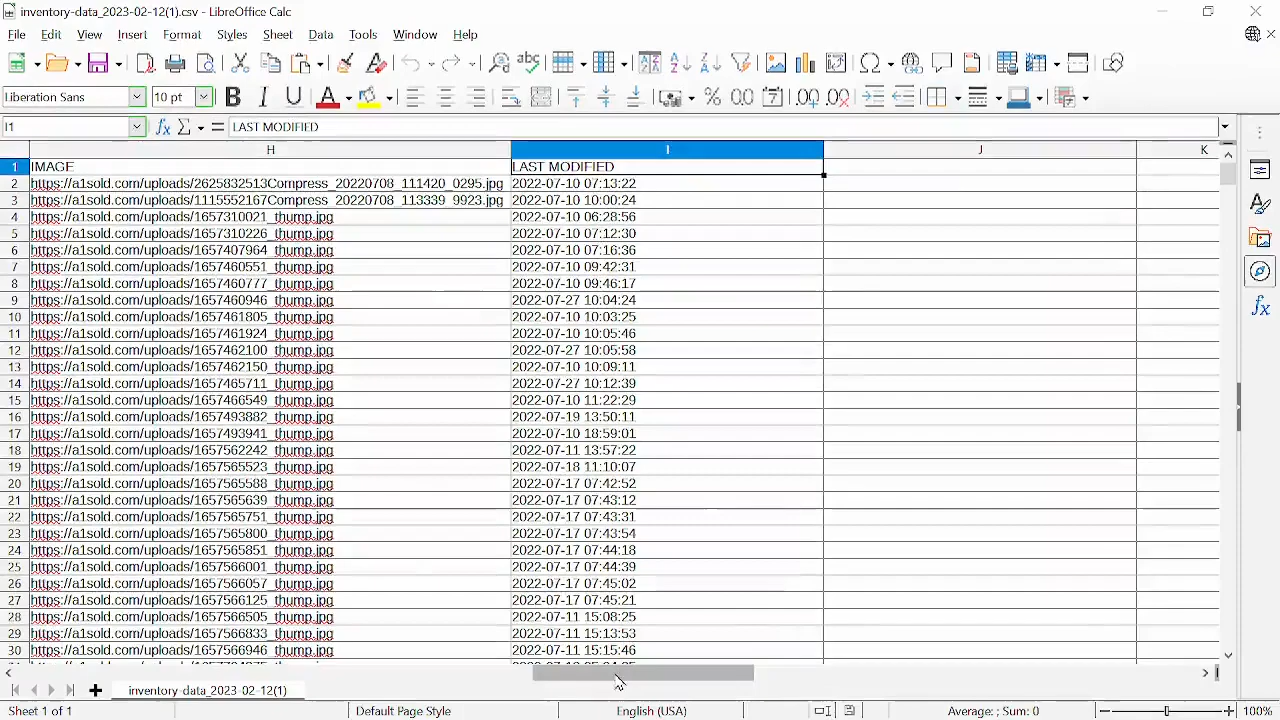 inventory-data_2023-02-12(1).csv - LibreOffice Calc
File Edit View Insert Format Styles Sheet Data Tools Window Help
Liberation Sans 10 pt B I U A
I1 LAST MODIFIED
H I J K
1 IMAGE LAST MODIFIED
2 https://a1sold.com/uploads/2625832513Compress_20220708_111420_0295.jpg 2022-07-10 07:13:22
3 https://a1sold.com/uploads/1115552167Compress_20220708_113339_9923.jpg 2022-07-10 10:00:24
4 https://a1sold.com/uploads/1657310021_thump.jpg 2022-07-10 06:28:56
5 https://a1sold.com/uploads/1657310226_thump.jpg 2022-07-10 07:12:30
6 https://a1sold.com/uploads/1657407964_thump.jpg 2022-07-10 07:16:36
7 https://a1sold.com/uploads/1657460551_thump.jpg 2022-07-10 09:42:31
8 https://a1sold.com/uploads/1657460777_thump.jpg 2022-07-10 09:46:17
9 https://a1sold.com/uploads/1657460946_thump.jpg 2022-07-27 10:04:24
10 https://a1sold.com/uploads/1657461805_thump.jpg 2022-07-10 10:03:25
11 https://a1sold.com/uploads/1657461924_thump.jpg 2022-07-10 10:05:46
12 https://a1sold.com/uploads/1657462100_thump.jpg 2022-07-27 10:05:58
13 https://a1sold.com/uploads/1657462150_thump.jpg 2022-07-10 10:09:11
14 https://a1sold.com/uploads/1657465711_thump.jpg 2022-07-27 10:12:39
15 https://a1sold.com/uploads/1657466549_thump.jpg 2022-07-10 11:22:29
16 https://a1sold.com/uploads/1657493882_thump.jpg 2022-07-19 13:50:11
17 https://a1sold.com/uploads/1657493941_thump.jpg 2022-07-10 18:59:01
18 https://a1sold.com/uploads/1657562242_thump.jpg 2022-07-11 13:57:22
19 https://a1sold.com/uploads/1657565523_thump.jpg 2022-07-18 11:10:07
20 https://a1sold.com/uploads/1657565588_thump.jpg 2022-07-17 07:42:52
21 https://a1sold.com/uploads/1657565639_thump.jpg 2022-07-17 07:43:12
22 https://a1sold.com/uploads/1657565751_thump.jpg 2022-07-17 07:43:31
23 https://a1sold.com/uploads/1657565800_thump.jpg 2022-07-17 07:43:54
24 https://a1sold.com/uploads/1657565851_thump.jpg 2022-07-17 07:44:18
25 https://a1sold.com/uploads/1657566001_thump.jpg 2022-07-17 07:44:39
26 https://a1sold.com/uploads/1657566057_thump.jpg 2022-07-17 07:45:02
27 https://a1sold.com/uploads/1657566125_thump.jpg 2022-07-17 07:45:21
28 https://a1sold.com/uploads/1657566505_thump.jpg 2022-07-11 15:08:25
29 https://a1sold.com/uploads/1657566833_thump.jpg 2022-07-11 15:13:53
30 https://a1sold.com/uploads/1657566946_thump.jpg 2022-07-11 15:15:46
inventory-data_2023-02-12(1)
Sheet 1 of 1 Default Page Style English (USA) Average: ; Sum: 0 100%